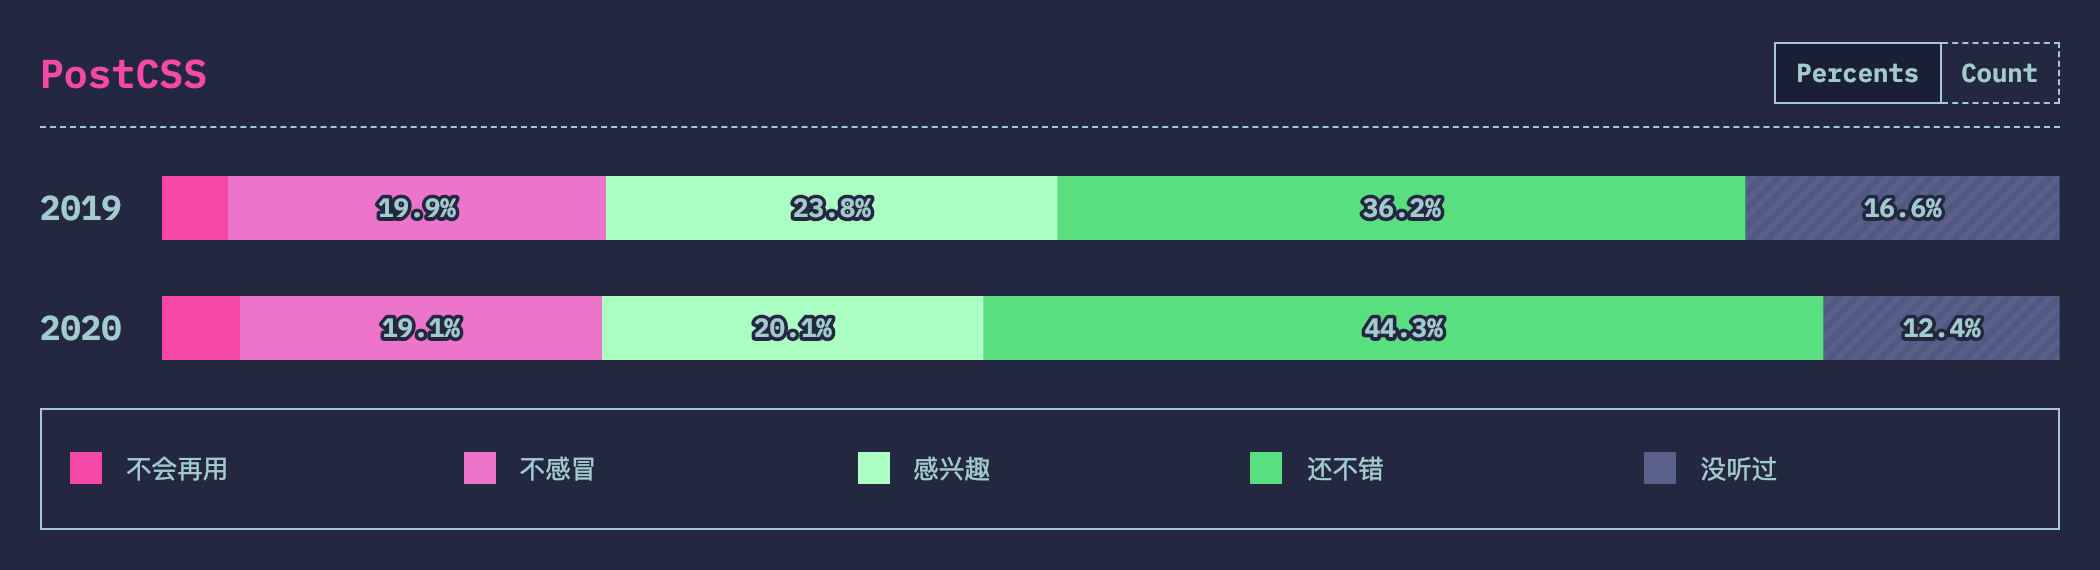 PostCSS
Percents Count
2019 19.9% 23.8% 36.2% 16.6%
2020 19.1% 20.1% 44.3% 12.4%
不会再用 不感冒 感兴趣 还不错 没听过